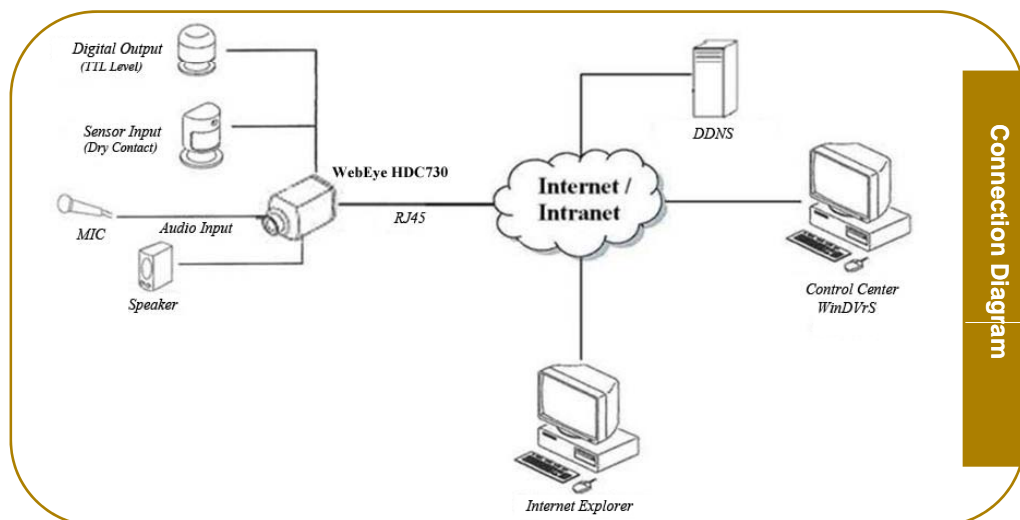 Digital Output
(TTL Level)
Sensor Input
(Dry Contact)
WebEye HDC730
MIC
Audio Input
RJ45
Speaker
Internet /
Intranet
DDNS
Control Center
WinDVrS
Internet Explorer
Connection Diagram